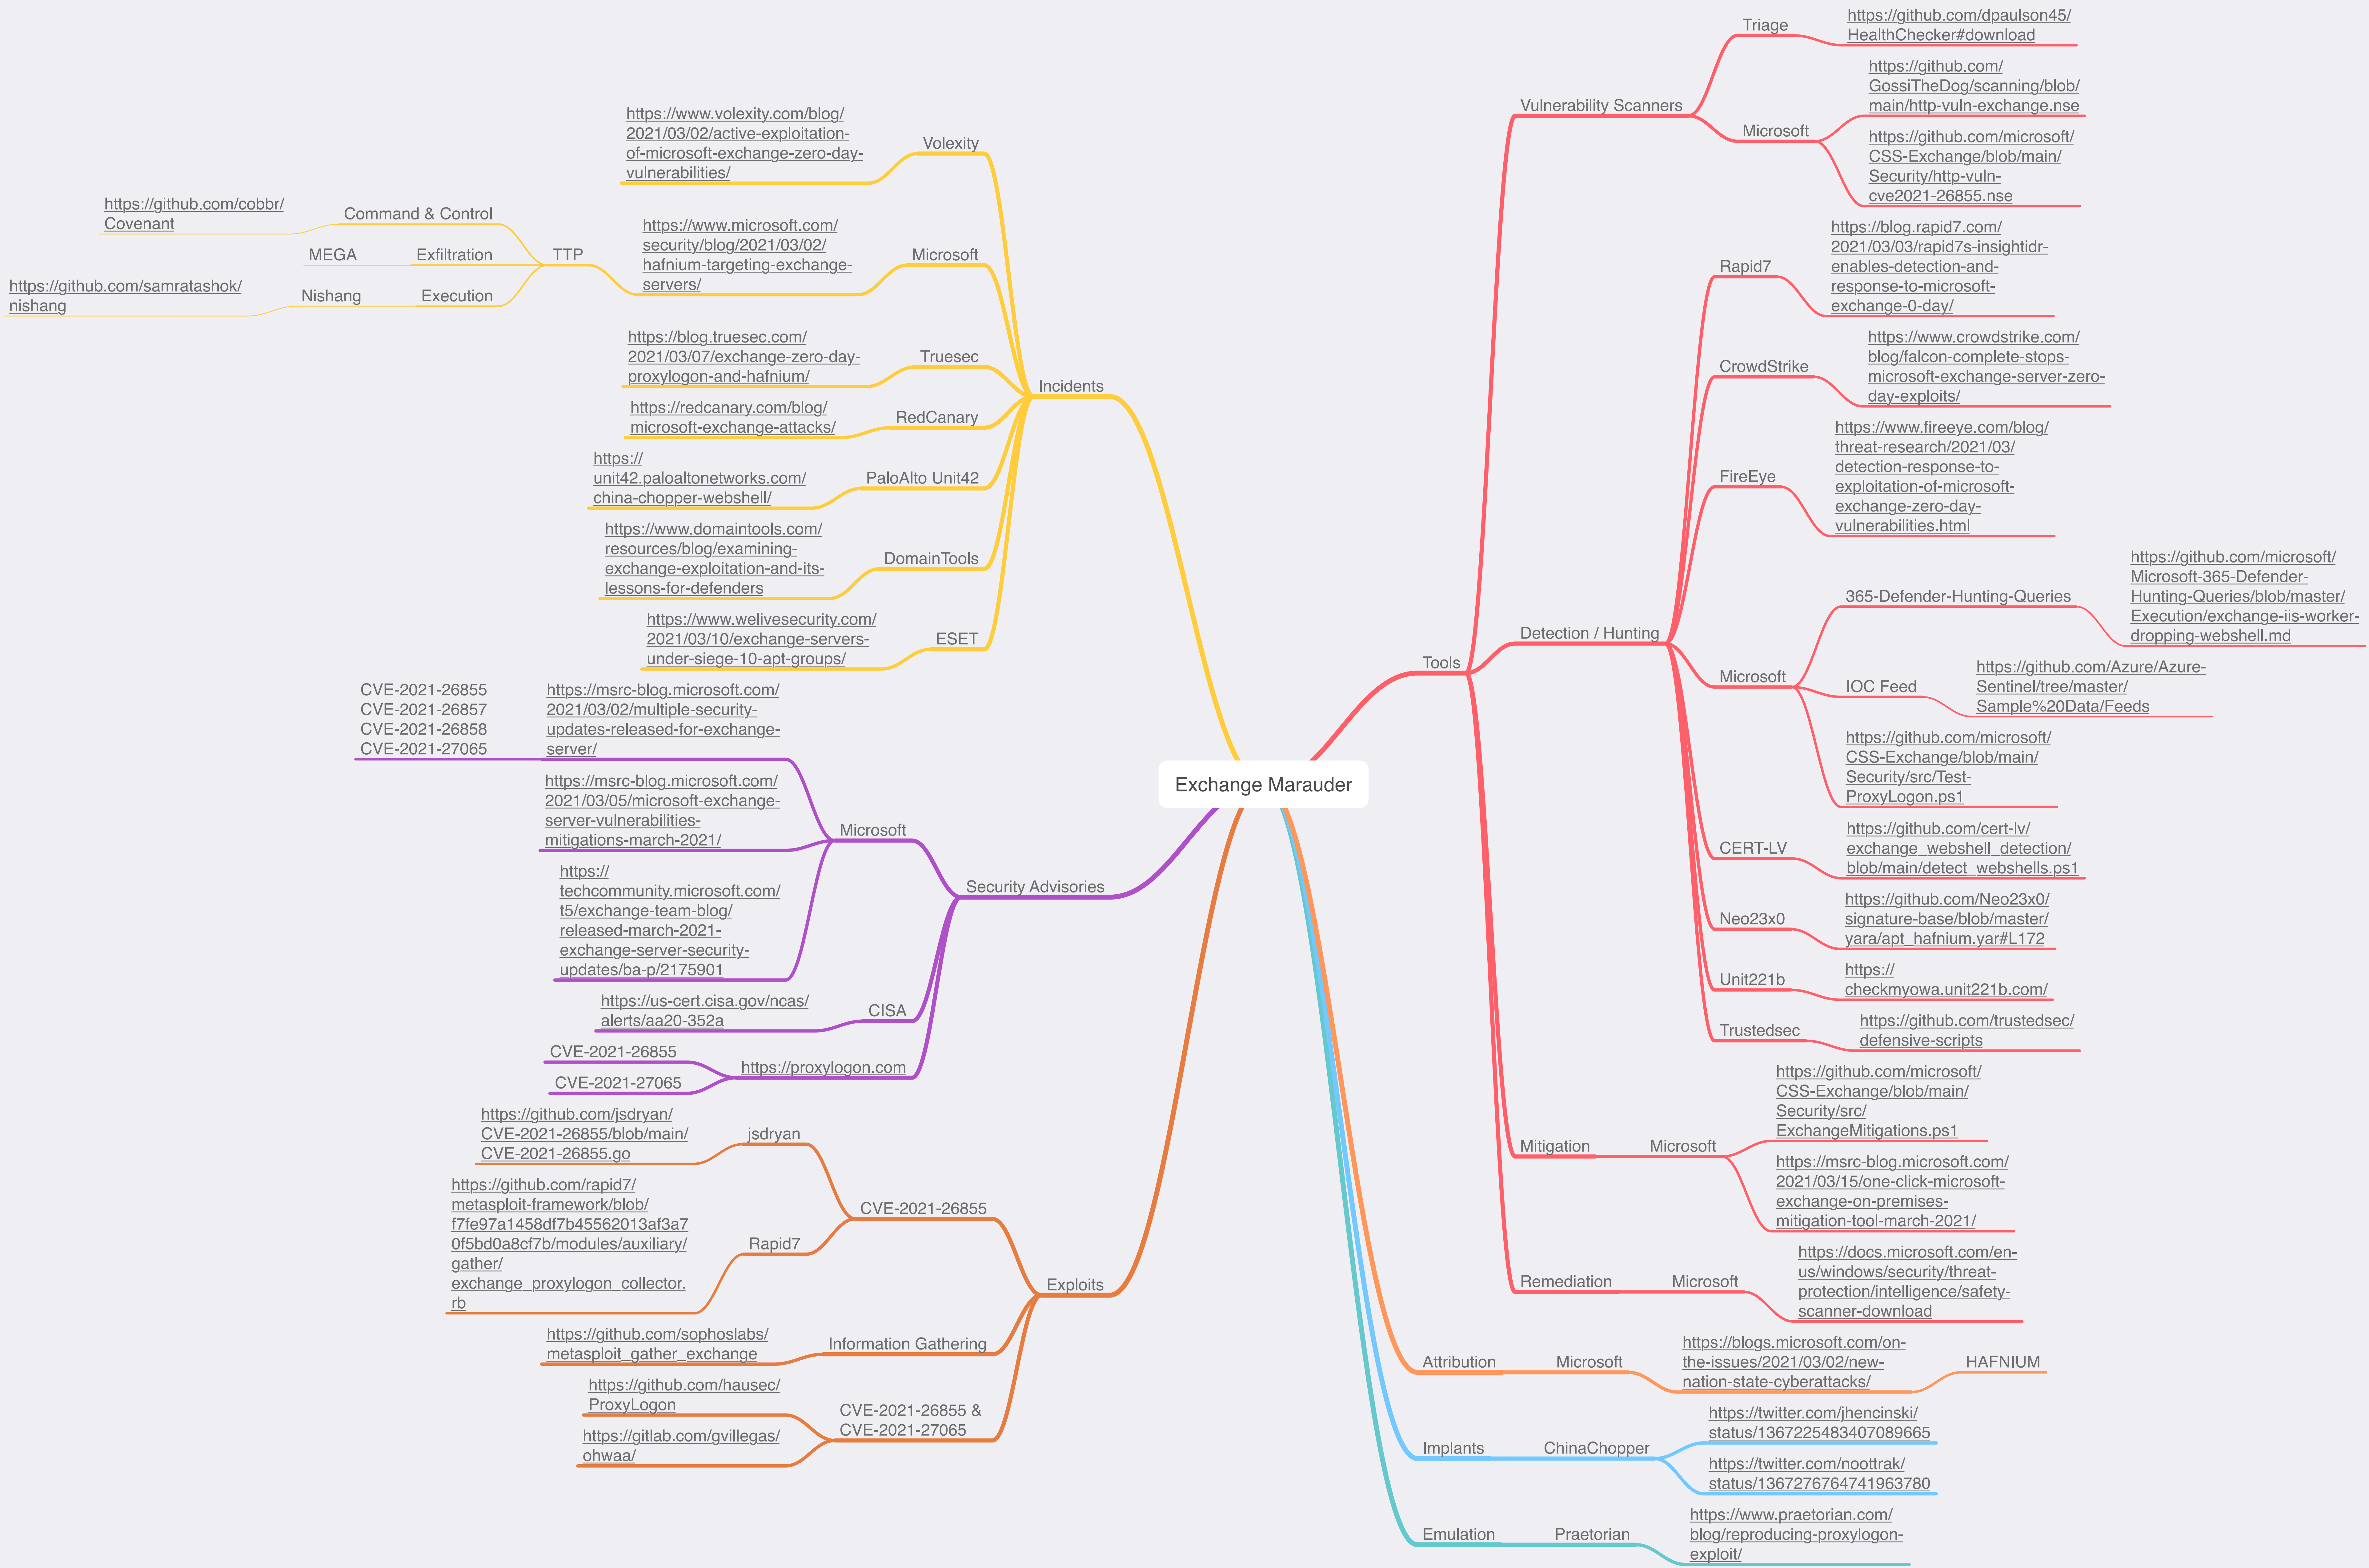 Exchange Marauder
Incidents
Volexity
https://www.volexity.com/blog/
2021/03/02/active-exploitation-
of-microsoft-exchange-zero-day-
vulnerabilities/
Microsoft
https://www.microsoft.com/
security/blog/2021/03/02/
hafnium-targeting-exchange-
servers/
TTP
Command & Control
https://github.com/cobbr/
Covenant
Exfiltration
MEGA
Execution
Nishang
https://github.com/samratashok/
nishang
Truesec
https://blog.truesec.com/
2021/03/07/exchange-zero-day-
proxylogon-and-hafnium/
RedCanary
https://redcanary.com/blog/
microsoft-exchange-attacks/
PaloAlto Unit42
https://
unit42.paloaltonetworks.com/
china-chopper-webshell/
DomainTools
https://www.domaintools.com/
resources/blog/examining-
exchange-exploitation-and-its-
lessons-for-defenders
ESET
https://www.welivesecurity.com/
2021/03/10/exchange-servers-
under-siege-10-apt-groups/
Security Advisories
Microsoft
https://msrc-blog.microsoft.com/
2021/03/02/multiple-security-
updates-released-for-exchange-
server/
CVE-2021-26855
CVE-2021-26857
CVE-2021-26858
CVE-2021-27065
https://msrc-blog.microsoft.com/
2021/03/05/microsoft-exchange-
server-vulnerabilities-
mitigations-march-2021/
https://
techcommunity.microsoft.com/
t5/exchange-team-blog/
released-march-2021-
exchange-server-security-
updates/ba-p/2175901
CISA
https://us-cert.cisa.gov/ncas/
alerts/aa20-352a
https://proxylogon.com
CVE-2021-26855
CVE-2021-27065
Exploits
CVE-2021-26855
jsdryan
https://github.com/jsdryan/
CVE-2021-26855/blob/main/
CVE-2021-26855.go
Rapid7
https://github.com/rapid7/
metasploit-framework/blob/
f7fe97a1458df7b45562013af3a7
0f5bd0a8cf7b/modules/auxiliary/
gather/
exchange_proxylogon_collector.
rb
Information Gathering
https://github.com/sophoslabs/
metasploit_gather_exchange
CVE-2021-26855 &
CVE-2021-27065
https://github.com/hausec/
ProxyLogon
https://gitlab.com/gvillegas/
ohwaa/
Tools
Vulnerability Scanners
Triage
https://github.com/dpaulson45/
HealthChecker#download
Microsoft
https://github.com/
GossiTheDog/scanning/blob/
main/http-vuln-exchange.nse
https://github.com/microsoft/
CSS-Exchange/blob/main/
Security/http-vuln-
cve2021-26855.nse
Detection / Hunting
Rapid7
https://blog.rapid7.com/
2021/03/03/rapid7s-insightidr-
enables-detection-and-
response-to-microsoft-
exchange-0-day/
CrowdStrike
https://www.crowdstrike.com/
blog/falcon-complete-stops-
microsoft-exchange-server-zero-
day-exploits/
FireEye
https://www.fireeye.com/blog/
threat-research/2021/03/
detection-response-to-
exploitation-of-microsoft-
exchange-zero-day-
vulnerabilities.html
Microsoft
365-Defender-Hunting-Queries
https://github.com/microsoft/
Microsoft-365-Defender-
Hunting-Queries/blob/master/
Execution/exchange-iis-worker-
dropping-webshell.md
IOC Feed
https://github.com/Azure/Azure-
Sentinel/tree/master/
Sample%20Data/Feeds
https://github.com/microsoft/
CSS-Exchange/blob/main/
Security/src/Test-
ProxyLogon.ps1
CERT-LV
https://github.com/cert-lv/
exchange_webshell_detection/
blob/main/detect_webshells.ps1
Neo23x0
https://github.com/Neo23x0/
signature-base/blob/master/
yara/apt_hafnium.yar#L172
Unit221b
https://
checkmyowa.unit221b.com/
Trustedsec
https://github.com/trustedsec/
defensive-scripts
Mitigation
Microsoft
https://github.com/microsoft/
CSS-Exchange/blob/main/
Security/src/
ExchangeMitigations.ps1
https://msrc-blog.microsoft.com/
2021/03/15/one-click-microsoft-
exchange-on-premises-
mitigation-tool-march-2021/
Remediation
Microsoft
https://docs.microsoft.com/en-
us/windows/security/threat-
protection/intelligence/safety-
scanner-download
Attribution
Microsoft
https://blogs.microsoft.com/on-
the-issues/2021/03/02/new-
nation-state-cyberattacks/
HAFNIUM
Implants
ChinaChopper
https://twitter.com/jhencinski/
status/1367225483407089665
https://twitter.com/noottrak/
status/1367276764741963780
Emulation
Praetorian
https://www.praetorian.com/
blog/reproducing-proxylogon-
exploit/